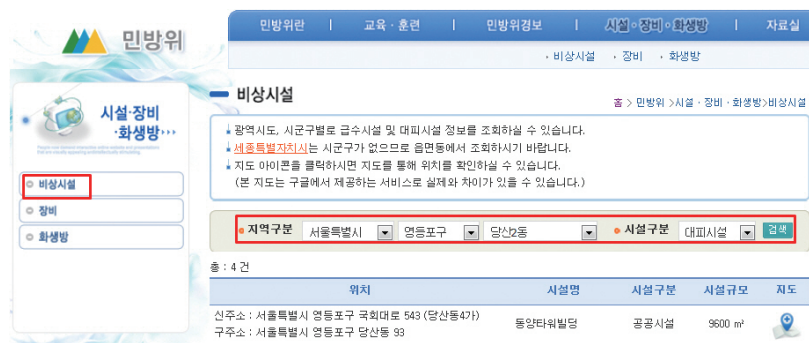 민방위
민방위란 | 교육 · 훈련 | 민방위경보 | 시설∘장비∘화생방 | 자료실
· 비상시설 · 장비 · 화생방
시설·장비
·화생방
비상시설
장비
화생방
비상시설
홈 > 민방위 >시설 · 장비 · 화생방>비상시설
광역시도, 시군구별로 급수시설 및 대피시설 정보를 조회하실 수 있습니다.
세종특별자치시는 시군구가 없으므로 읍면동에서 조회하시기 바랍니다.
지도 아이콘을 클릭하시면 지도를 통해 위치를 확인하실 수 있습니다.
(본 지도는 구글에서 제공하는 서비스로 실제와 차이가 있을 수 있습니다.)
지역구분 서울특별시 영등포구 당산2동 시설구분 대피시설 검색
총 : 4 건
위치 시설명 시설구분 시설규모 지도
신주소 : 서울특별시 영등포구 국회대로 543 (당산동4가)
구주소 : 서울특별시 영등포구 당산동 93
동양타워빌딩 공공시설 9600 m²